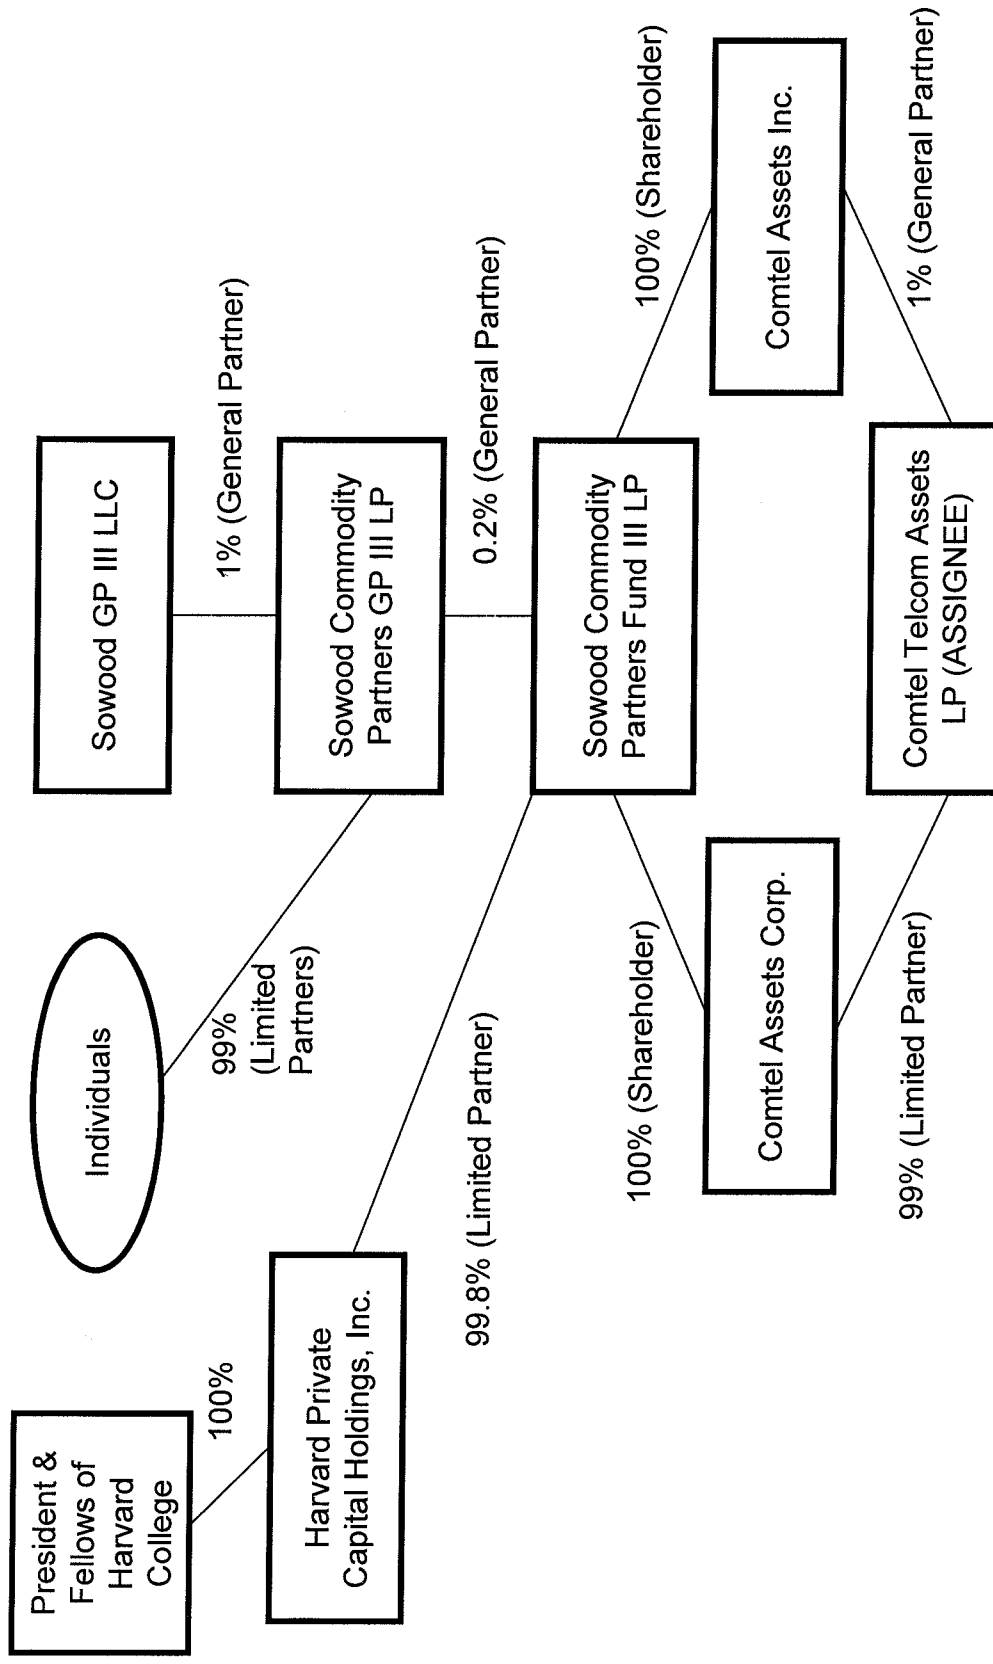 President &
Fellows of
Harvard
College
100%
Harvard Private
Capital Holdings, Inc.
99.8% (Limited Partner)
Individuals
99%
(Limited
Partners)
Sowood GP III LLC
1% (General Partner)
Sowood Commodity
Partners GP III LP
0.2% (General Partner)
Sowood Commodity
Partners Fund III LP
100% (Shareholder)
100% (Shareholder)
Comtel Assets Corp.
Comtel Assets Inc.
99% (Limited Partner)
1% (General Partner)
Comtel Telcom Assets
LP (ASSIGNEE)